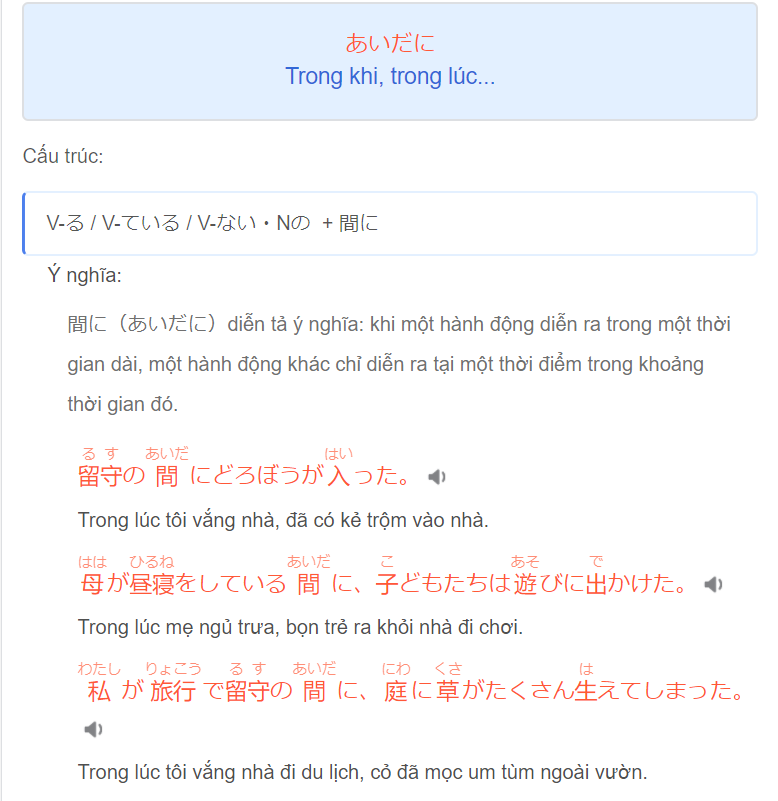 あいだに
Trong khi, trong lúc...
Cấu trúc:
V-る / V-ている / V-ない・Nの + 間に
Ý nghĩa:
間に（あいだに）diễn tả ý nghĩa: khi một hành động diễn ra trong một thời
gian dài, một hành động khác chỉ diễn ra tại một thời điểm trong khoảng
thời gian đó.
るす あいだ はい
留守の間にどろぼうが入った。
Trong lúc tôi vắng nhà, đã có kẻ trộm vào nhà.
はは ひるね あいだ こ あそ で
母が昼寝をしている間に、子どもたちは遊びに出かけた。
Trong lúc mẹ ngủ trưa, bọn trẻ ra khỏi nhà đi chơi.
わたし りょこう るす あいだ にわ くさ は
私が旅行で留守の間に、庭に草がたくさん生えてしまった。
Trong lúc tôi vắng nhà đi du lịch, cỏ đã mọc um tùm ngoài vườn.